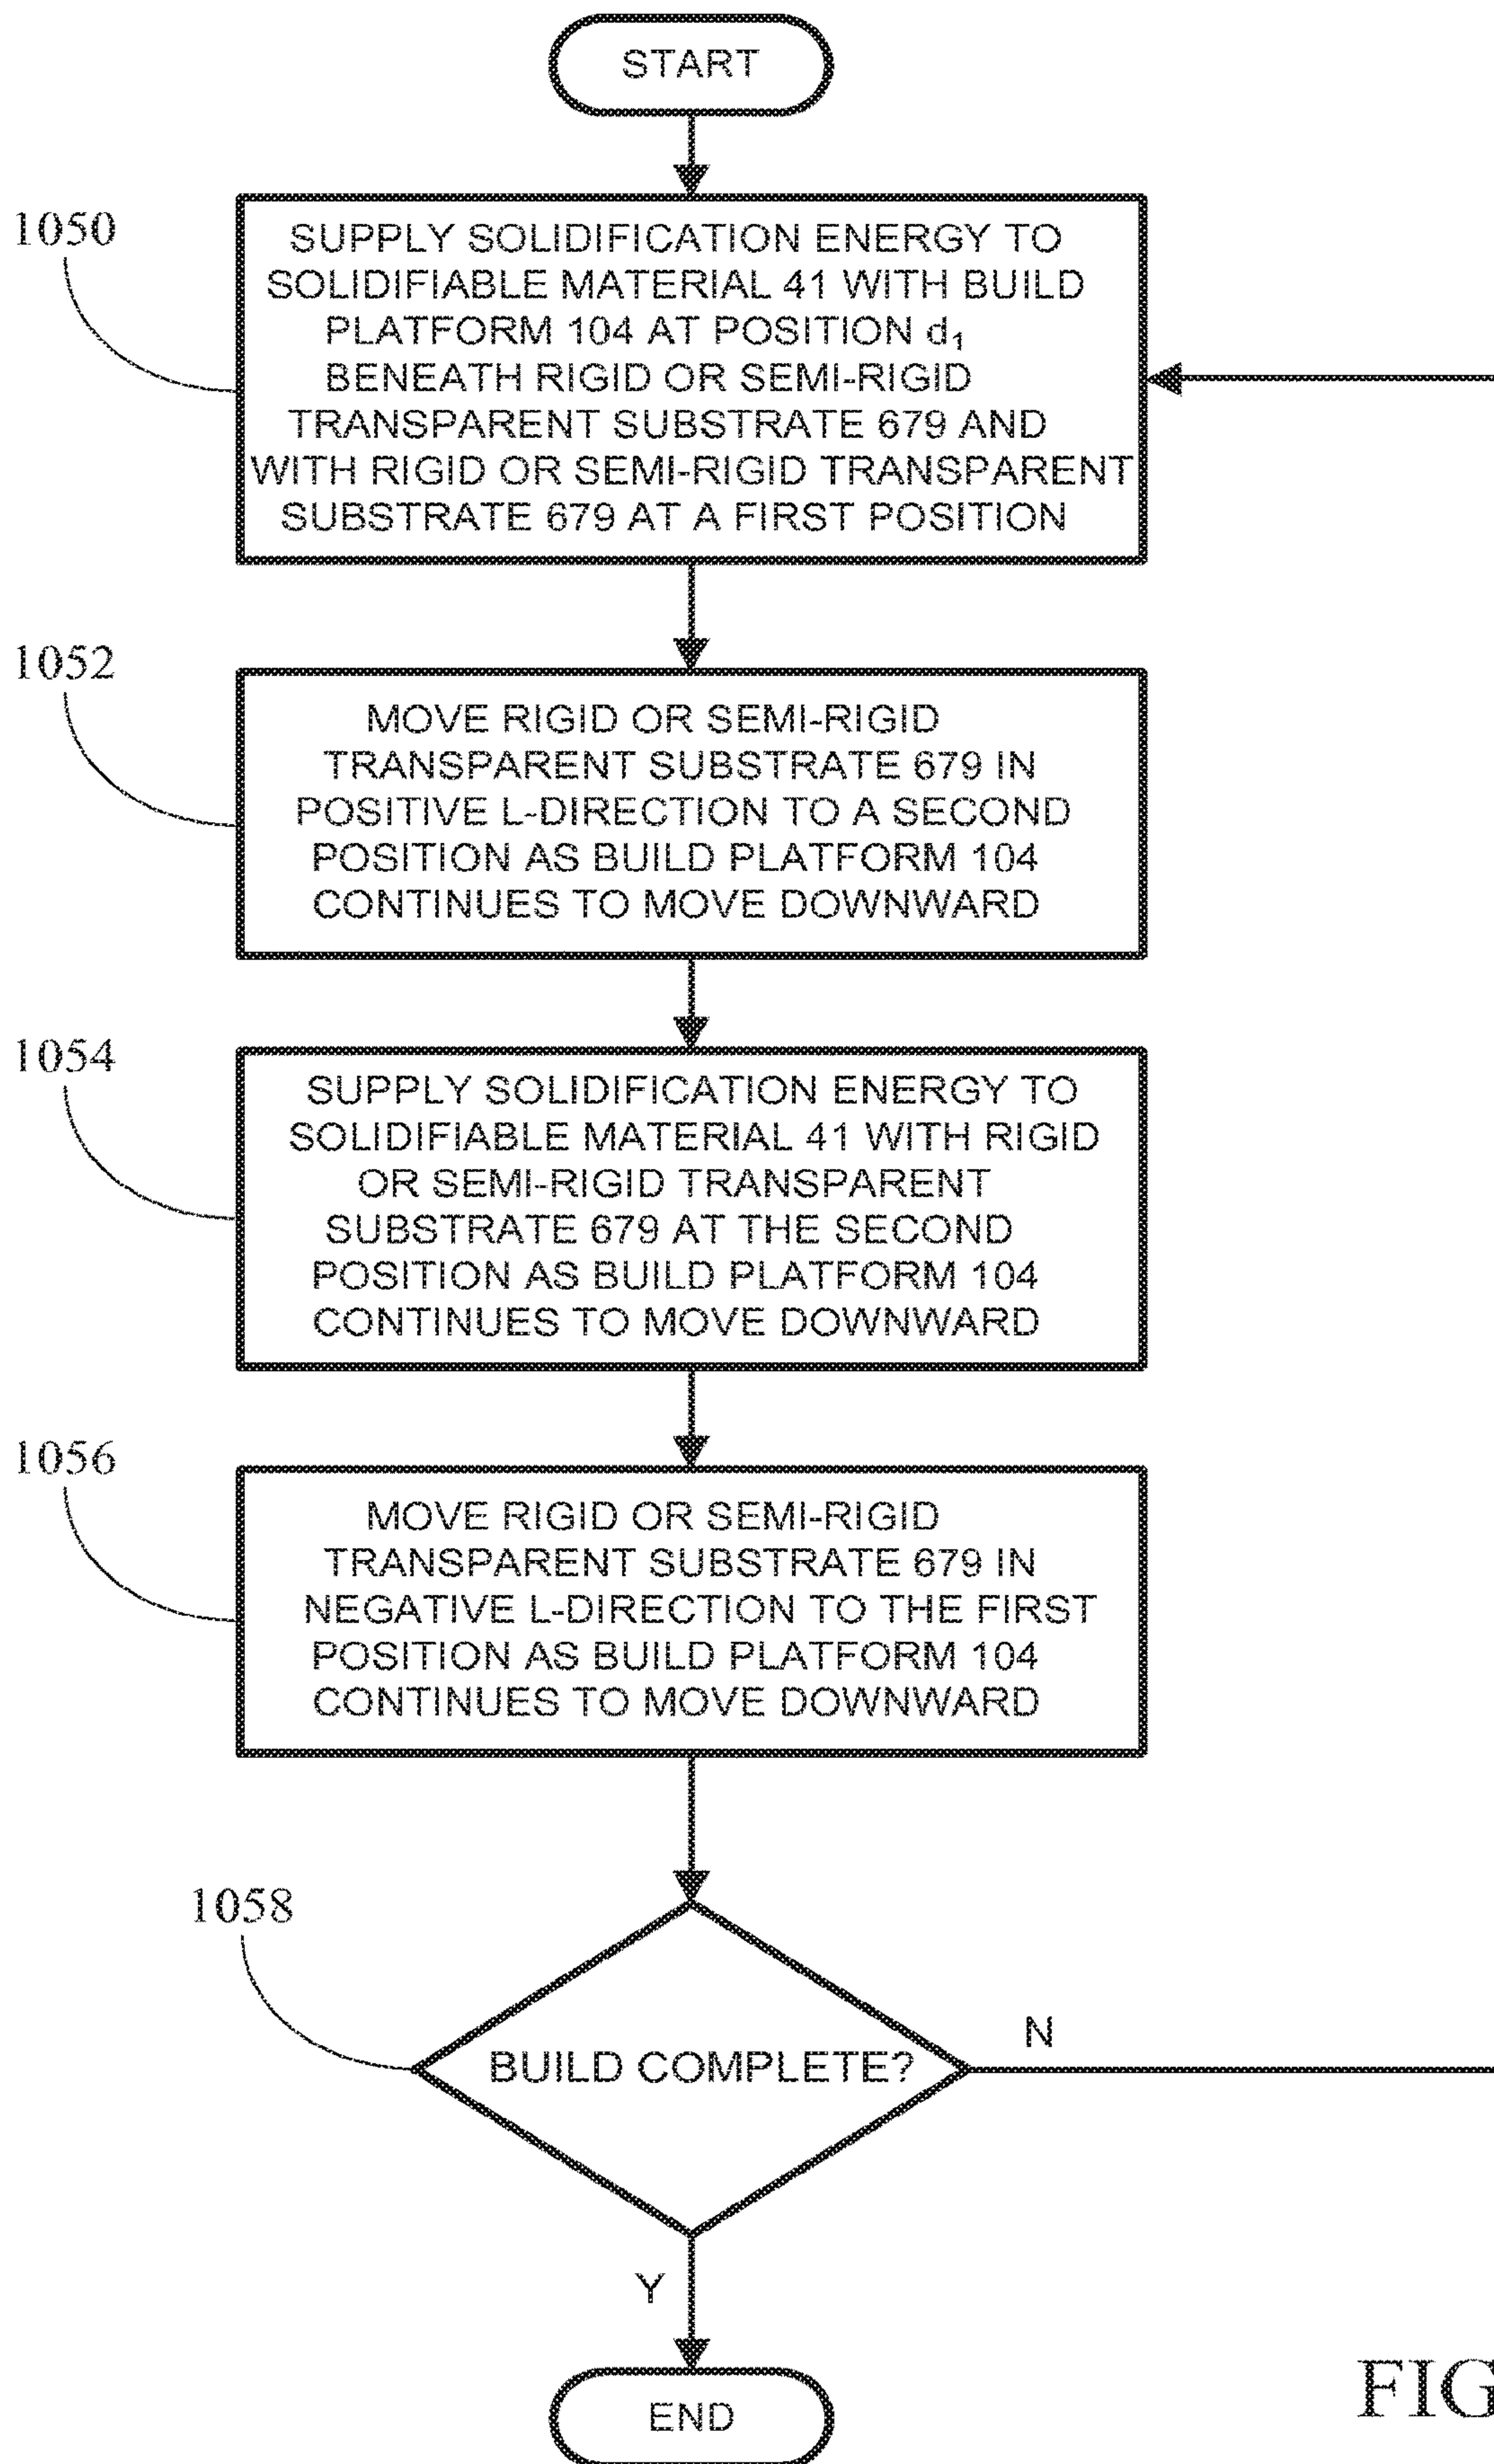 START
1050
SUPPLY SOLIDIFICATION ENERGY TO
SOLIDIFIABLE MATERIAL 41 WITH BUILD
PLATFORM 104 AT POSITION d₁
BENEATH RIGID OR SEMI-RIGID
TRANSPARENT SUBSTRATE 679 AND
WITH RIGID OR SEMI-RIGID TRANSPARENT
SUBSTRATE 679 AT A FIRST POSITION
1052
MOVE RIGID OR SEMI-RIGID
TRANSPARENT SUBSTRATE 679 IN
POSITIVE L-DIRECTION TO A SECOND
POSITION AS BUILD PLATFORM 104
CONTINUES TO MOVE DOWNWARD
1054
SUPPLY SOLIDIFICATION ENERGY TO
SOLIDIFIABLE MATERIAL 41 WITH RIGID
OR SEMI-RIGID TRANSPARENT
SUBSTRATE 679 AT THE SECOND
POSITION AS BUILD PLATFORM 104
CONTINUES TO MOVE DOWNWARD
1056
MOVE RIGID OR SEMI-RIGID
TRANSPARENT SUBSTRATE 679 IN
NEGATIVE L-DIRECTION TO THE FIRST
POSITION AS BUILD PLATFORM 104
CONTINUES TO MOVE DOWNWARD
1058
BUILD COMPLETE?
N
Y
END
FIG